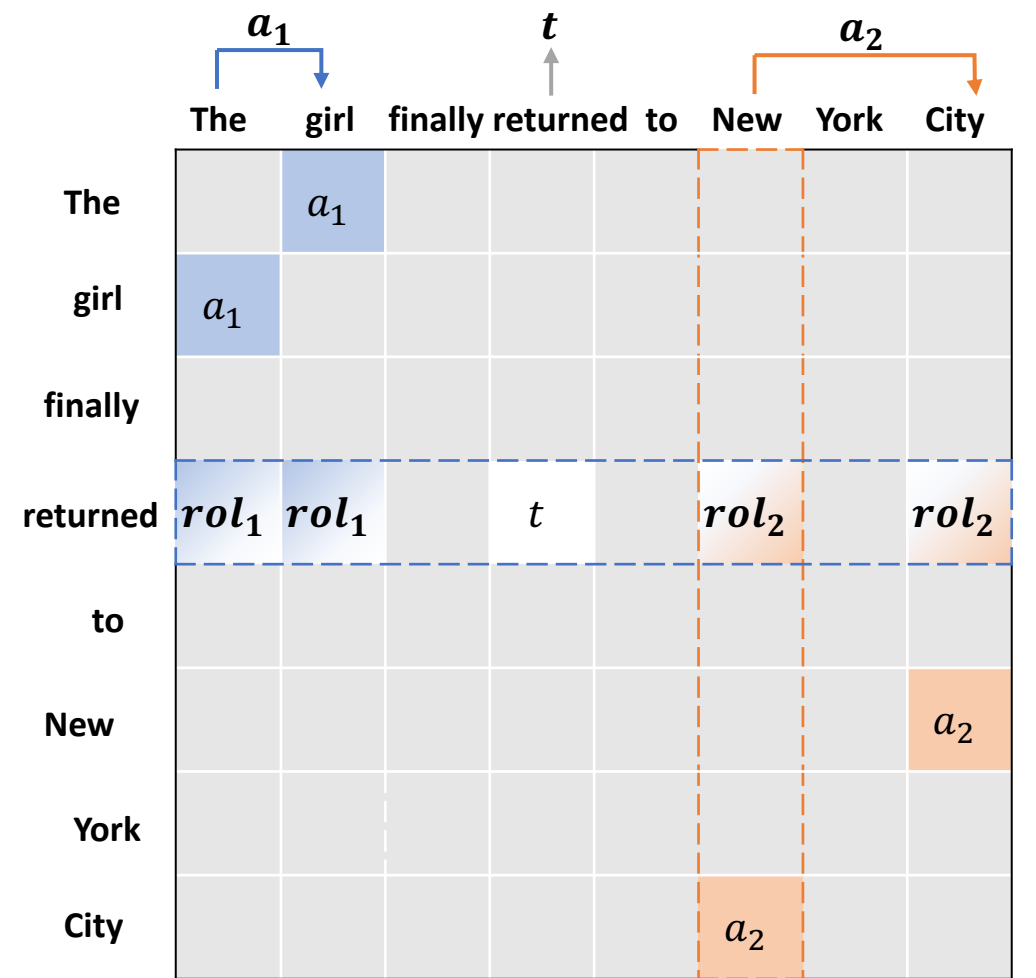 a₁ t a₂
The girl finally returned to New York City
The a₁
girl a₁
finally
returned rol₁ rol₁ t rol₂ rol₂
to
New a₂
York
City a₂